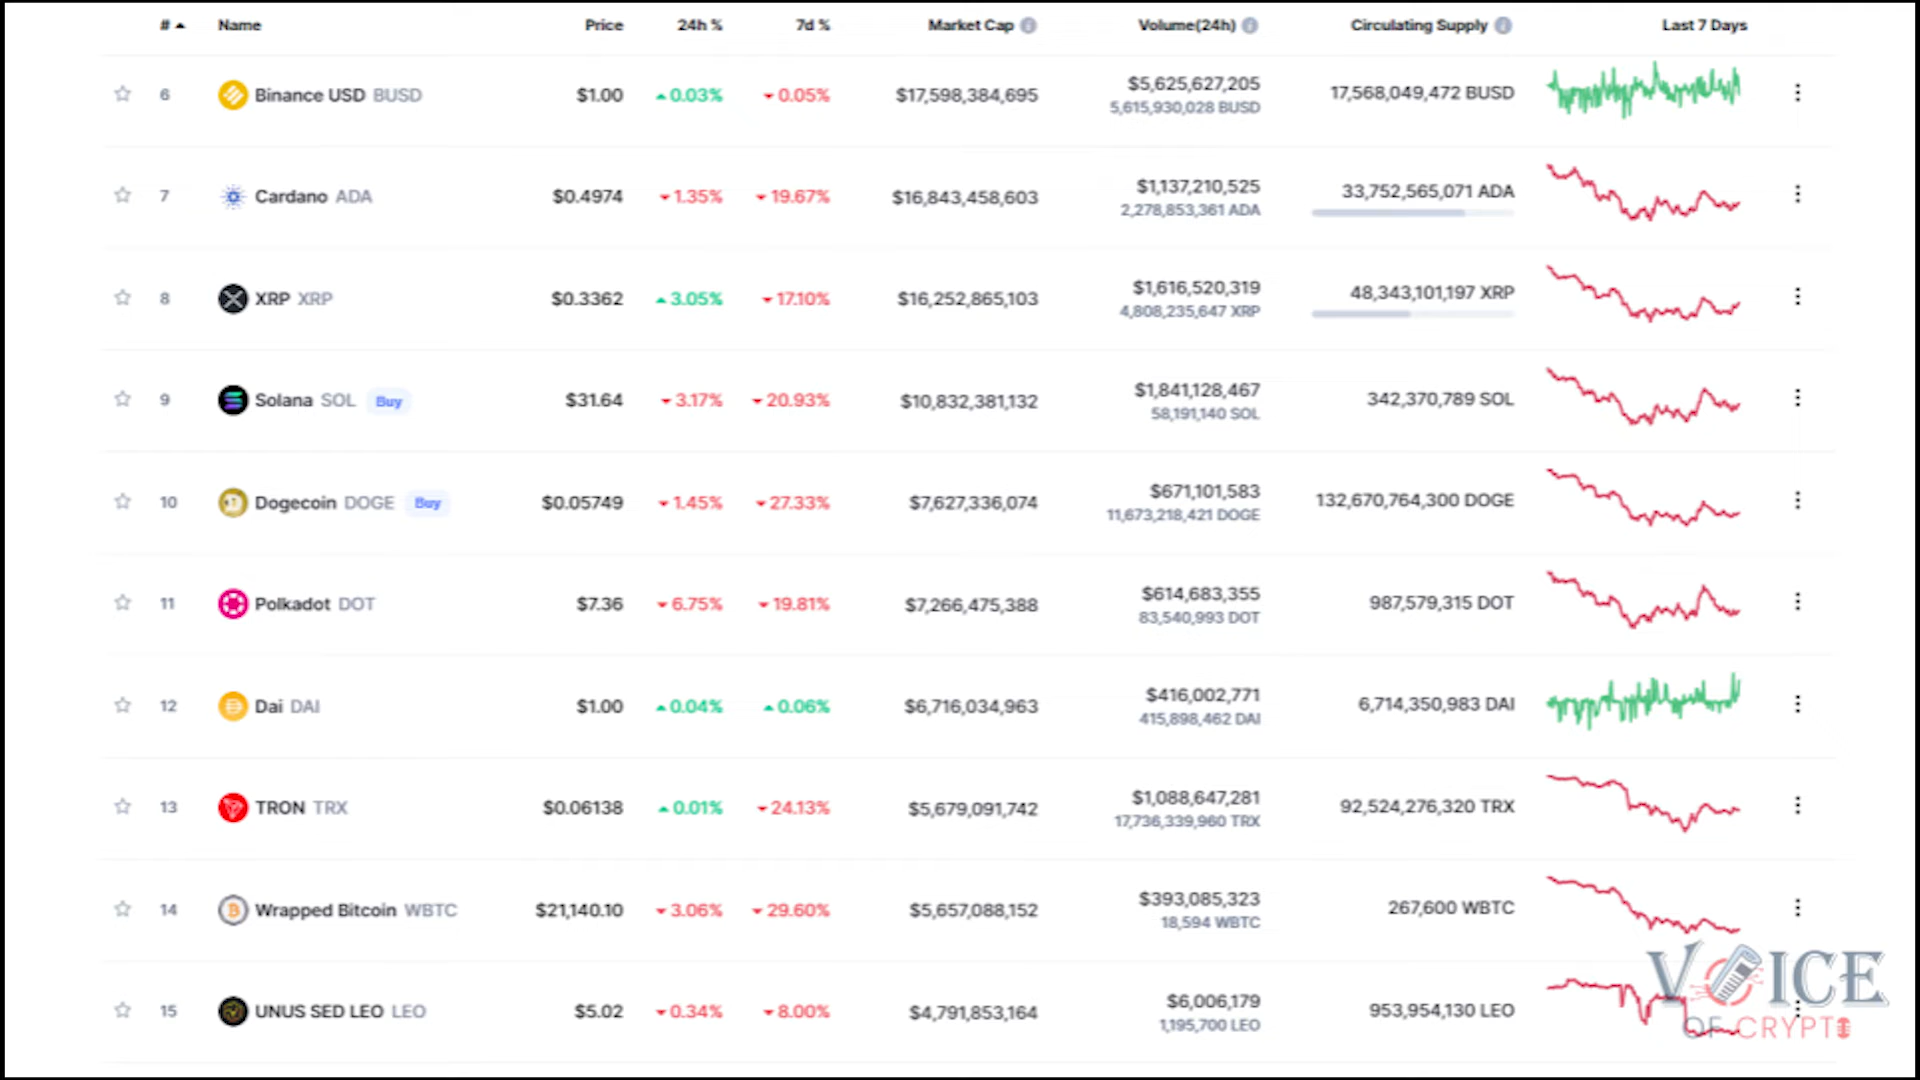 # Name Price 24h % 7d % Market Cap Volume(24h) Circulating Supply Last 7 Days
6 Binance USD BUSD $1.00 0.03% 0.05% $17,598,384,695 $5,625,627,205 17,568,049,472 BUSD
5,615,930,028 BUSD
7 Cardano ADA $0.4974 1.35% 19.67% $16,843,458,603 $1,137,210,525 33,752,565,071 ADA
2,278,853,361 ADA
8 XRP XRP $0.3362 3.05% 17.10% $16,252,865,103 $1,616,520,319 48,343,101,197 XRP
4,808,235,647 XRP
9 Solana SOL Buy $31.64 3.17% 20.93% $10,832,381,132 $1,841,128,467 342,370,789 SOL
58,191,140 SOL
10 Dogecoin DOGE Buy $0.05749 1.45% 27.33% $7,627,336,074 $671,101,583 132,670,764,300 DOGE
11,673,218,421 DOGE
11 Polkadot DOT $7.36 6.75% 19.81% $7,266,475,388 $614,683,355 987,579,315 DOT
83,540,993 DOT
12 Dai DAI $1.00 0.04% 0.06% $6,716,034,963 $416,002,771 6,714,350,983 DAI
415,898,462 DAI
13 TRON TRX $0.06138 0.01% 24.13% $5,679,091,742 $1,088,647,281 92,524,276,320 TRX
17,736,339,960 TRX
14 Wrapped Bitcoin WBTC $21,140.10 3.06% 29.60% $5,657,088,152 $393,085,323 267,600 WBTC
18,594 WBTC
15 UNUS SED LEO LEO $5.02 0.34% 8.00% $4,791,853,164 $6,006,179 953,954,130 LEO
1,195,700 LEO
VOICE
OF CRYPTO